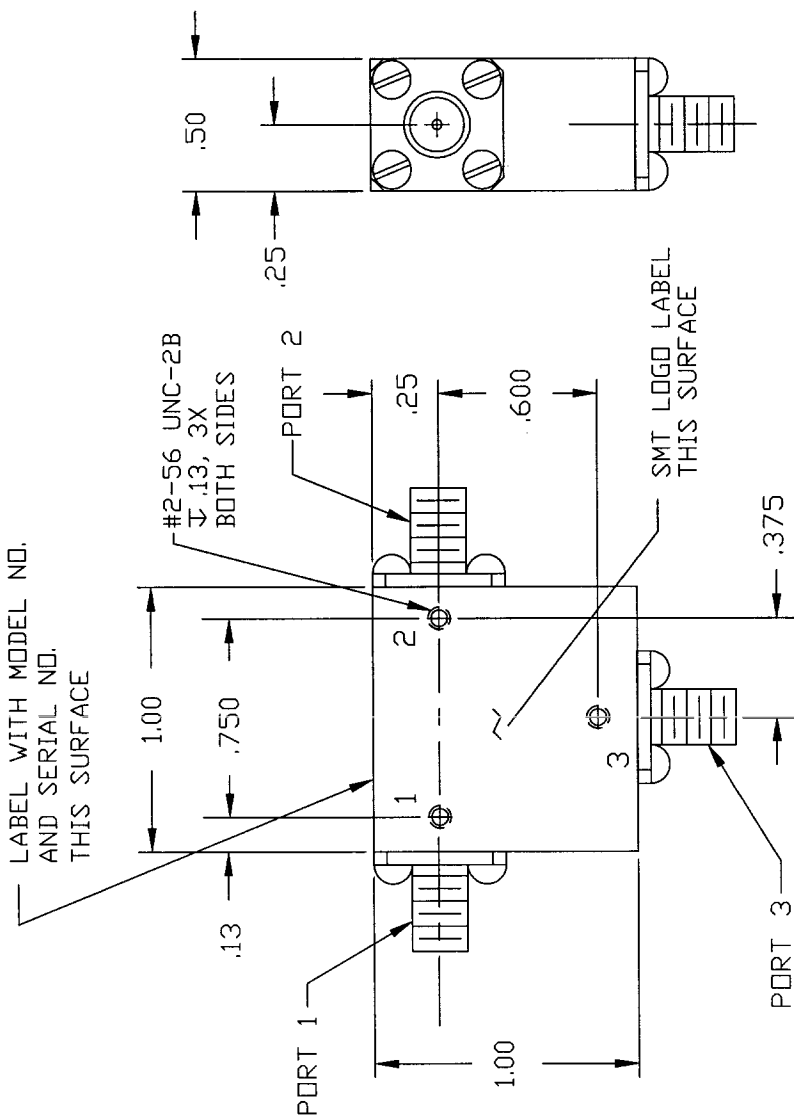 LABEL WITH MODEL NO.
AND SERIAL NO.
THIS SURFACE
1.00
.750
.13
#2-56 UNC-2B
↧ .13, 3X
BOTH SIDES
PORT 2
.25
.600
.25
.50
PORT 1
1
2
3
1.00
SMT LOGO LABEL
THIS SURFACE
.375
PORT 3